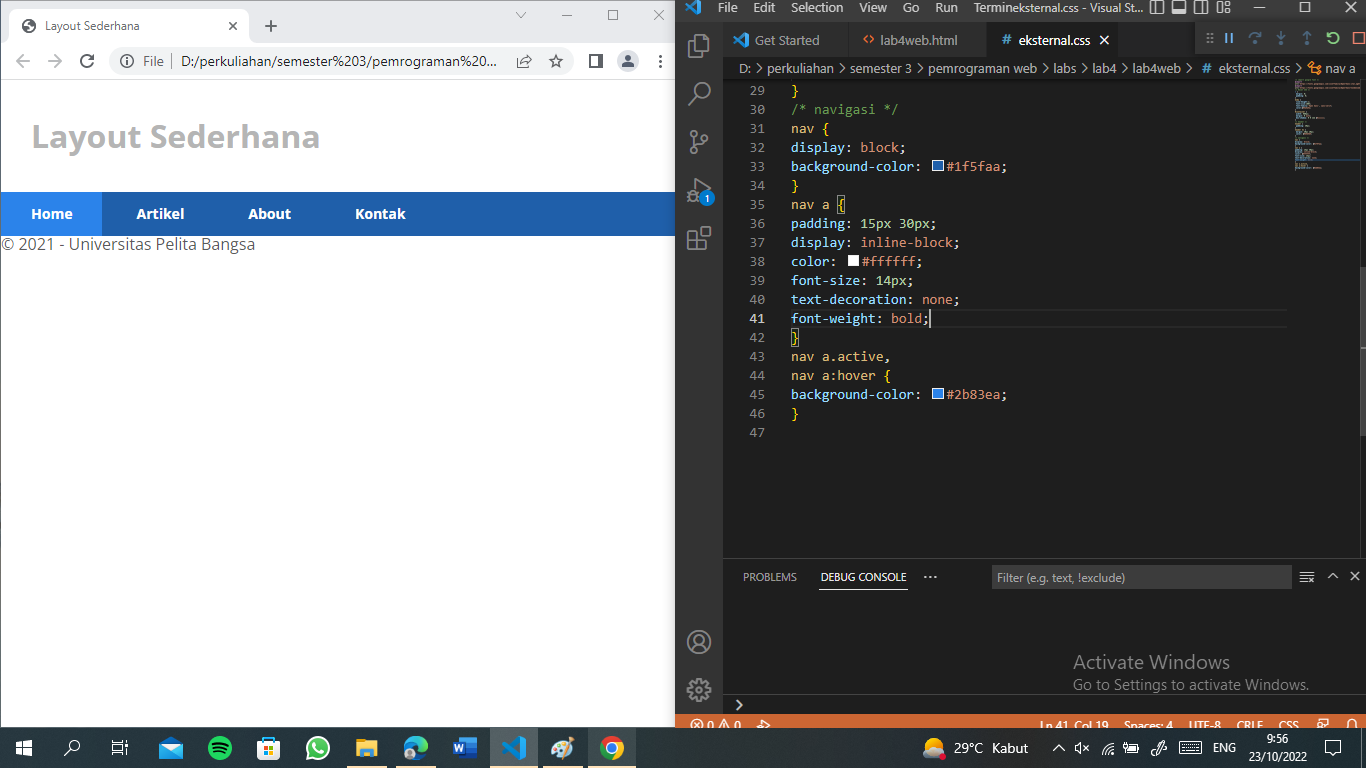 Layout Sederhana
File D:/perkuliahan/semester%203/pemrograman%20...
Layout Sederhana
Home Artikel About Kontak
© 2021 - Universitas Pelita Bangsa
File Edit Selection View Go Run Termin eksternal.css - Visual St...
Get Started lab4web.html # eksternal.css
D: > perkuliahan > semester 3 > pemrograman web > labs > lab4 > lab4web > # eksternal.css > nav a
29 }
30 /* navigasi */
31 nav {
32 display: block;
33 background-color: #1f5faa;
34 }
35 nav a {
36 padding: 15px 30px;
37 display: inline-block;
38 color: #ffffff;
39 font-size: 14px;
40 text-decoration: none;
41 font-weight: bold;
42 }
43 nav a.active,
44 nav a:hover {
45 background-color: #2b83ea;
46 }
47
1
PROBLEMS DEBUG CONSOLE ...
Filter (e.g. text, !exclude)
Activate Windows
Go to Settings to activate Windows.
0 0 Ln 41, Col 19 Spaces: 4 UTF-8 CRLF CSS
29°C Kabut ENG 9:56
23/10/2022